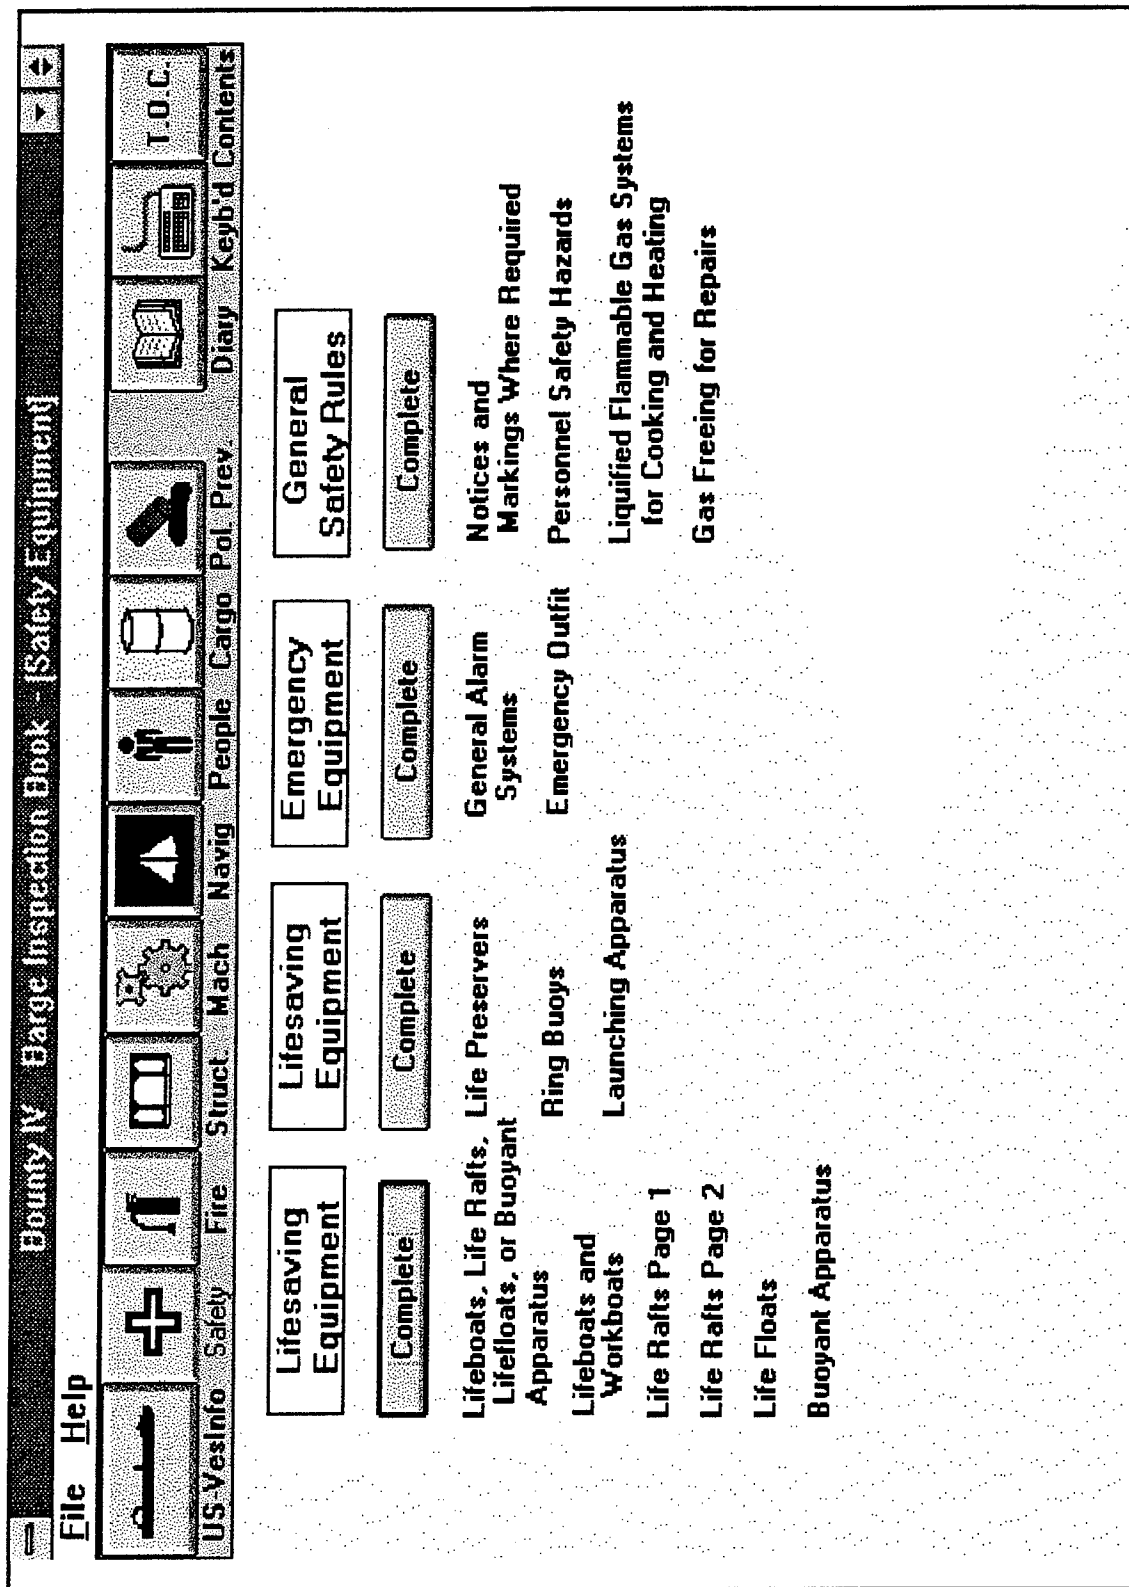 Bounty IV Barge Inspection Book - [Safety Equipment]
File Help
T.O.C.
US-VesInfo Safety Fire Struct. Mach Navig People Cargo Pol. Prev. Diary Keyb'd Contents
Lifesaving
Equipment
Complete
Lifeboats, Life Rafts,
Lifefloats, or Buoyant
Apparatus
Lifeboats and
Workboats
Life Rafts Page 1
Life Rafts Page 2
Life Floats
Buoyant Apparatus
Lifesaving
Equipment
Complete
Life Preservers
Ring Buoys
Launching Apparatus
Emergency
Equipment
Complete
General Alarm
Systems
Emergency Outfit
General
Safety Rules
Complete
Notices and
Markings Where Required
Personnel Safety Hazards
Liquified Flammable Gas Systems
for Cooking and Heating
Gas Freeing for Repairs